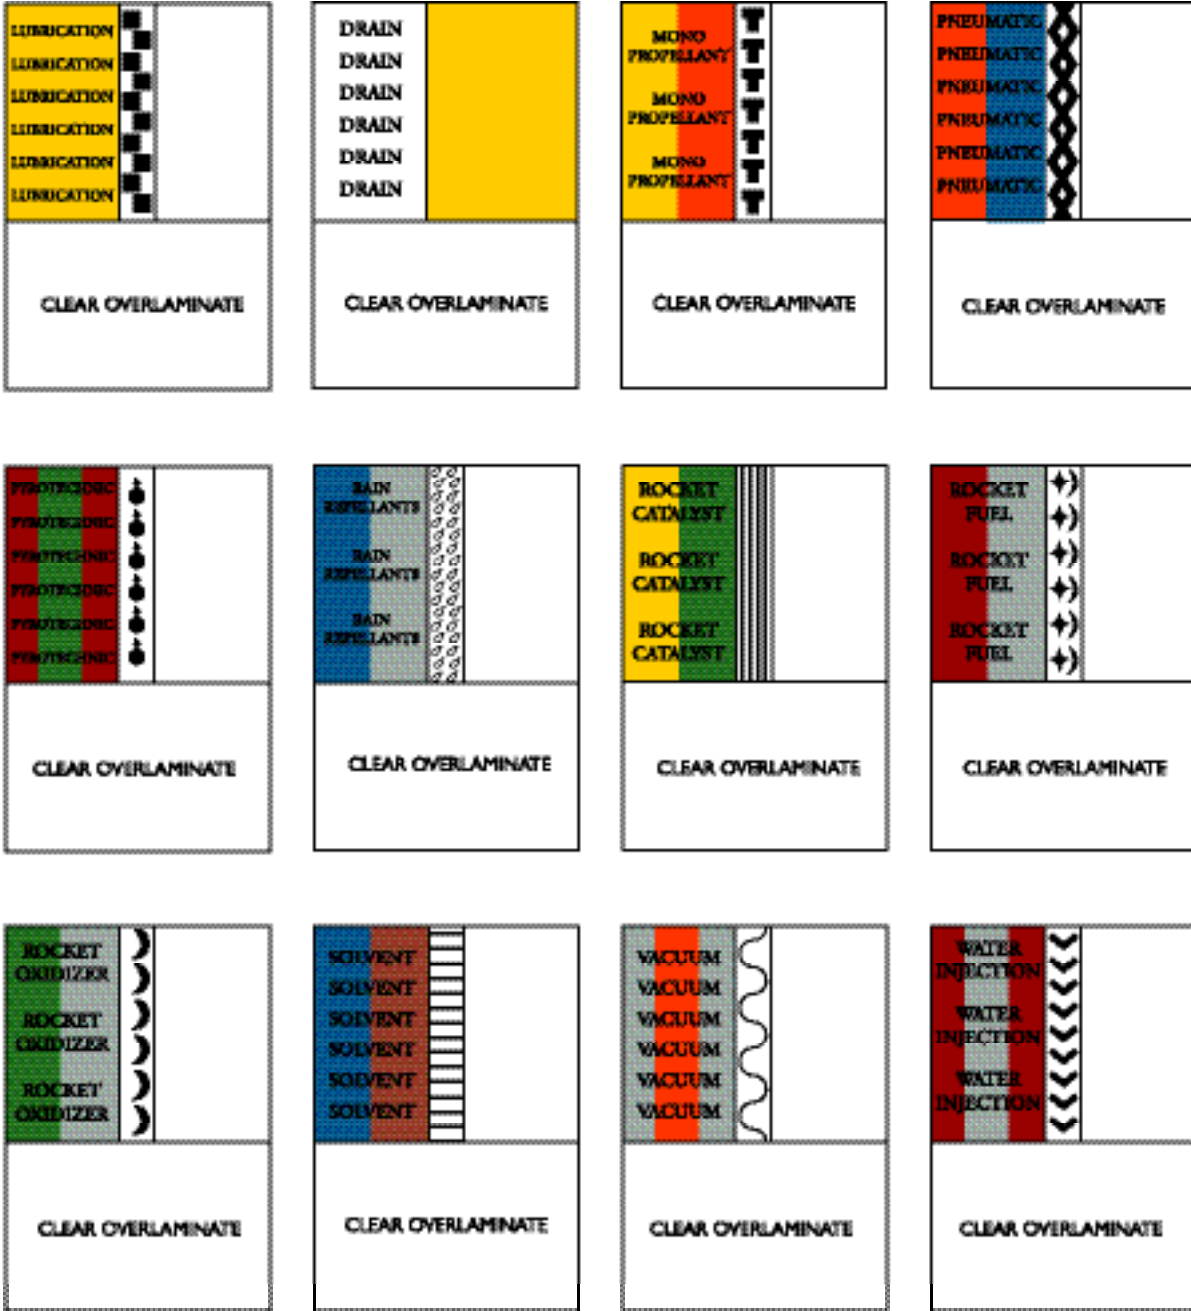 LUBRICATION
LUBRICATION
LUBRICATION
LUBRICATION
LUBRICATION
LUBRICATION
CLEAR OVERLAMINATE
DRAIN
DRAIN
DRAIN
DRAIN
DRAIN
DRAIN
CLEAR OVERLAMINATE
MONO
PROPELLANT
MONO
PROPELLANT
MONO
PROPELLANT
CLEAR OVERLAMINATE
PNEUMATIC
PNEUMATIC
PNEUMATIC
PNEUMATIC
PNEUMATIC
PNEUMATIC
CLEAR OVERLAMINATE
PYROTECHNIC
PYROTECHNIC
PYROTECHNIC
PYROTECHNIC
PYROTECHNIC
PYROTECHNIC
CLEAR OVERLAMINATE
RAIN
REPELLANTS
RAIN
REPELLANTS
RAIN
REPELLANTS
CLEAR OVERLAMINATE
ROCKET
CATALYST
ROCKET
CATALYST
ROCKET
CATALYST
CLEAR OVERLAMINATE
ROCKET
FUEL
ROCKET
FUEL
ROCKET
FUEL
CLEAR OVERLAMINATE
ROCKET
OXIDIZER
ROCKET
OXIDIZER
ROCKET
OXIDIZER
CLEAR OVERLAMINATE
SOLVENT
SOLVENT
SOLVENT
SOLVENT
SOLVENT
SOLVENT
CLEAR OVERLAMINATE
VACUUM
VACUUM
VACUUM
VACUUM
VACUUM
VACUUM
CLEAR OVERLAMINATE
WATER
INJECTION
WATER
INJECTION
WATER
INJECTION
CLEAR OVERLAMINATE